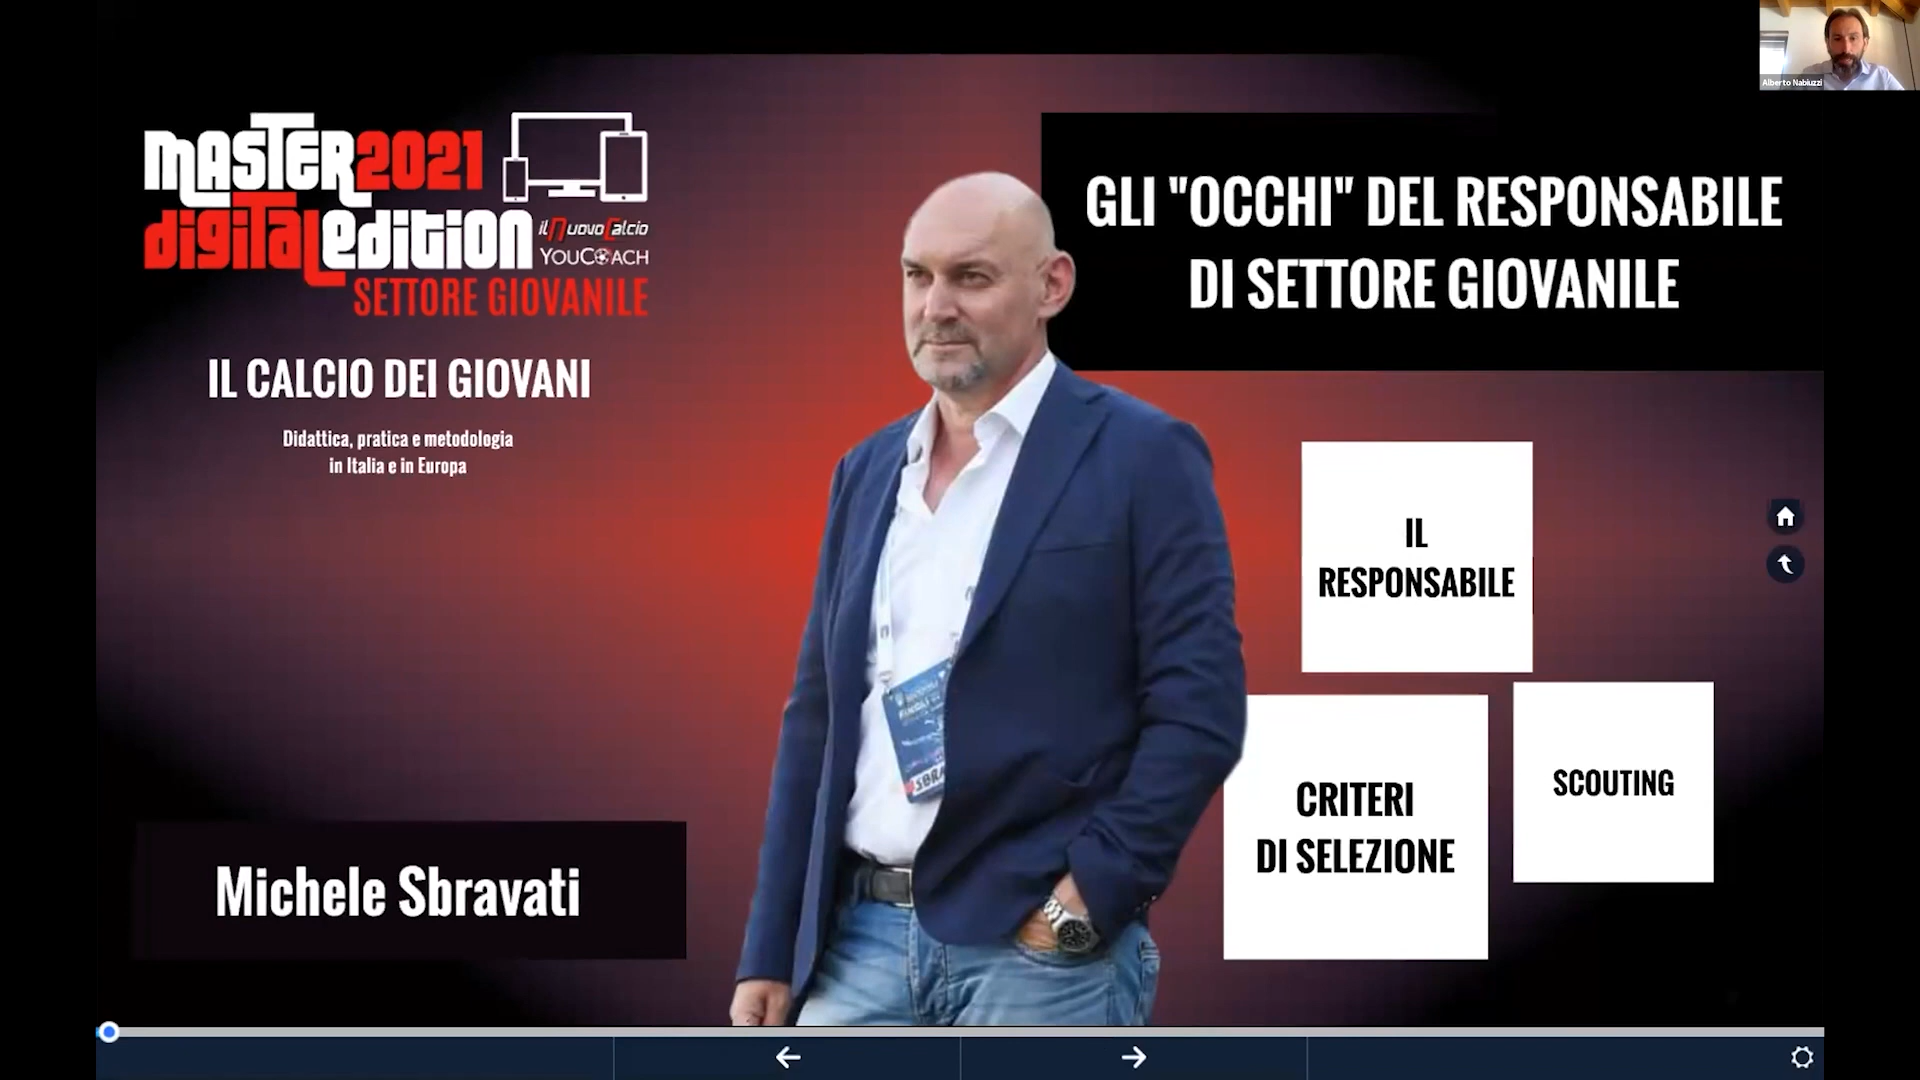 MASTER2021
digitaledition
il Nuovo Calcio
YOUCOACH
SETTORE GIOVANILE
IL CALCIO DEI GIOVANI
Didattica, pratica e metodologia
in Italia e in Europa
Michele Sbravati
GLI "OCCHI" DEL RESPONSABILE
DI SETTORE GIOVANILE
IL
RESPONSABILE
CRITERI
DI SELEZIONE
SCOUTING
Alberto Nabiuzzi
SBRA